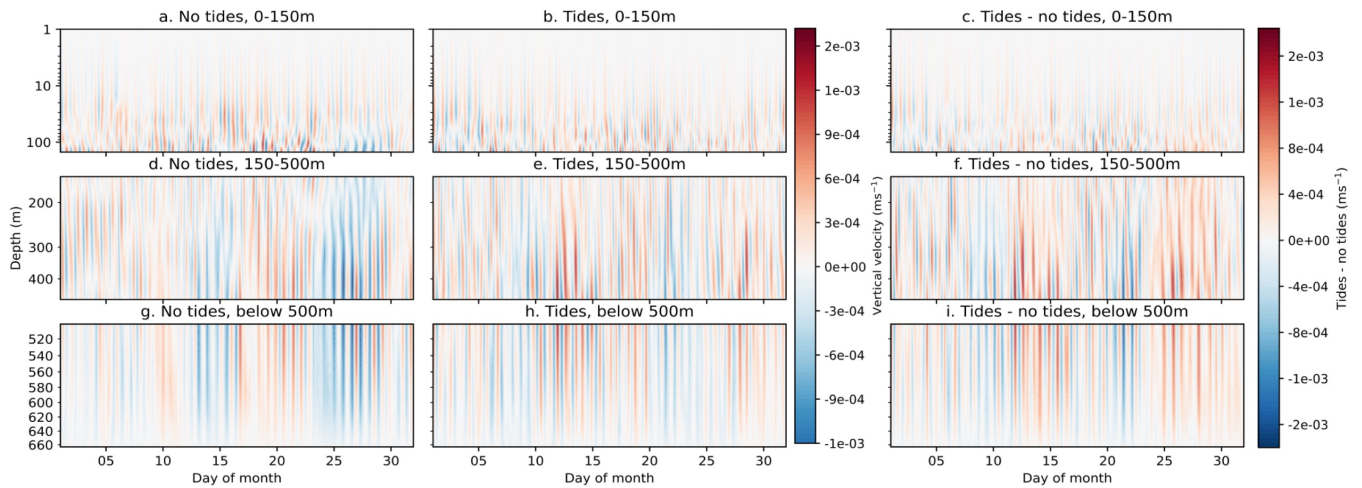 a. No tides, 0-150m
b. Tides, 0-150m
c. Tides - no tides, 0-150m
1
10
100
d. No tides, 150-500m
e. Tides, 150-500m
f. Tides - no tides, 150-500m
200
300
400
Depth (m)
g. No tides, below 500m
h. Tides, below 500m
i. Tides - no tides, below 500m
520
540
560
580
600
620
640
660
05 10 15 20 25 30
Day of month
05 10 15 20 25 30
Day of month
05 10 15 20 25 30
Day of month
2e-03
1e-03
9e-04
6e-04
3e-04
0e+00
-3e-04
-6e-04
-9e-04
-1e-03
Vertical velocity (ms⁻¹)
2e-03
1e-03
8e-04
4e-04
0e+00
-4e-04
-8e-04
-1e-03
-2e-03
Tides - no tides (ms⁻¹)